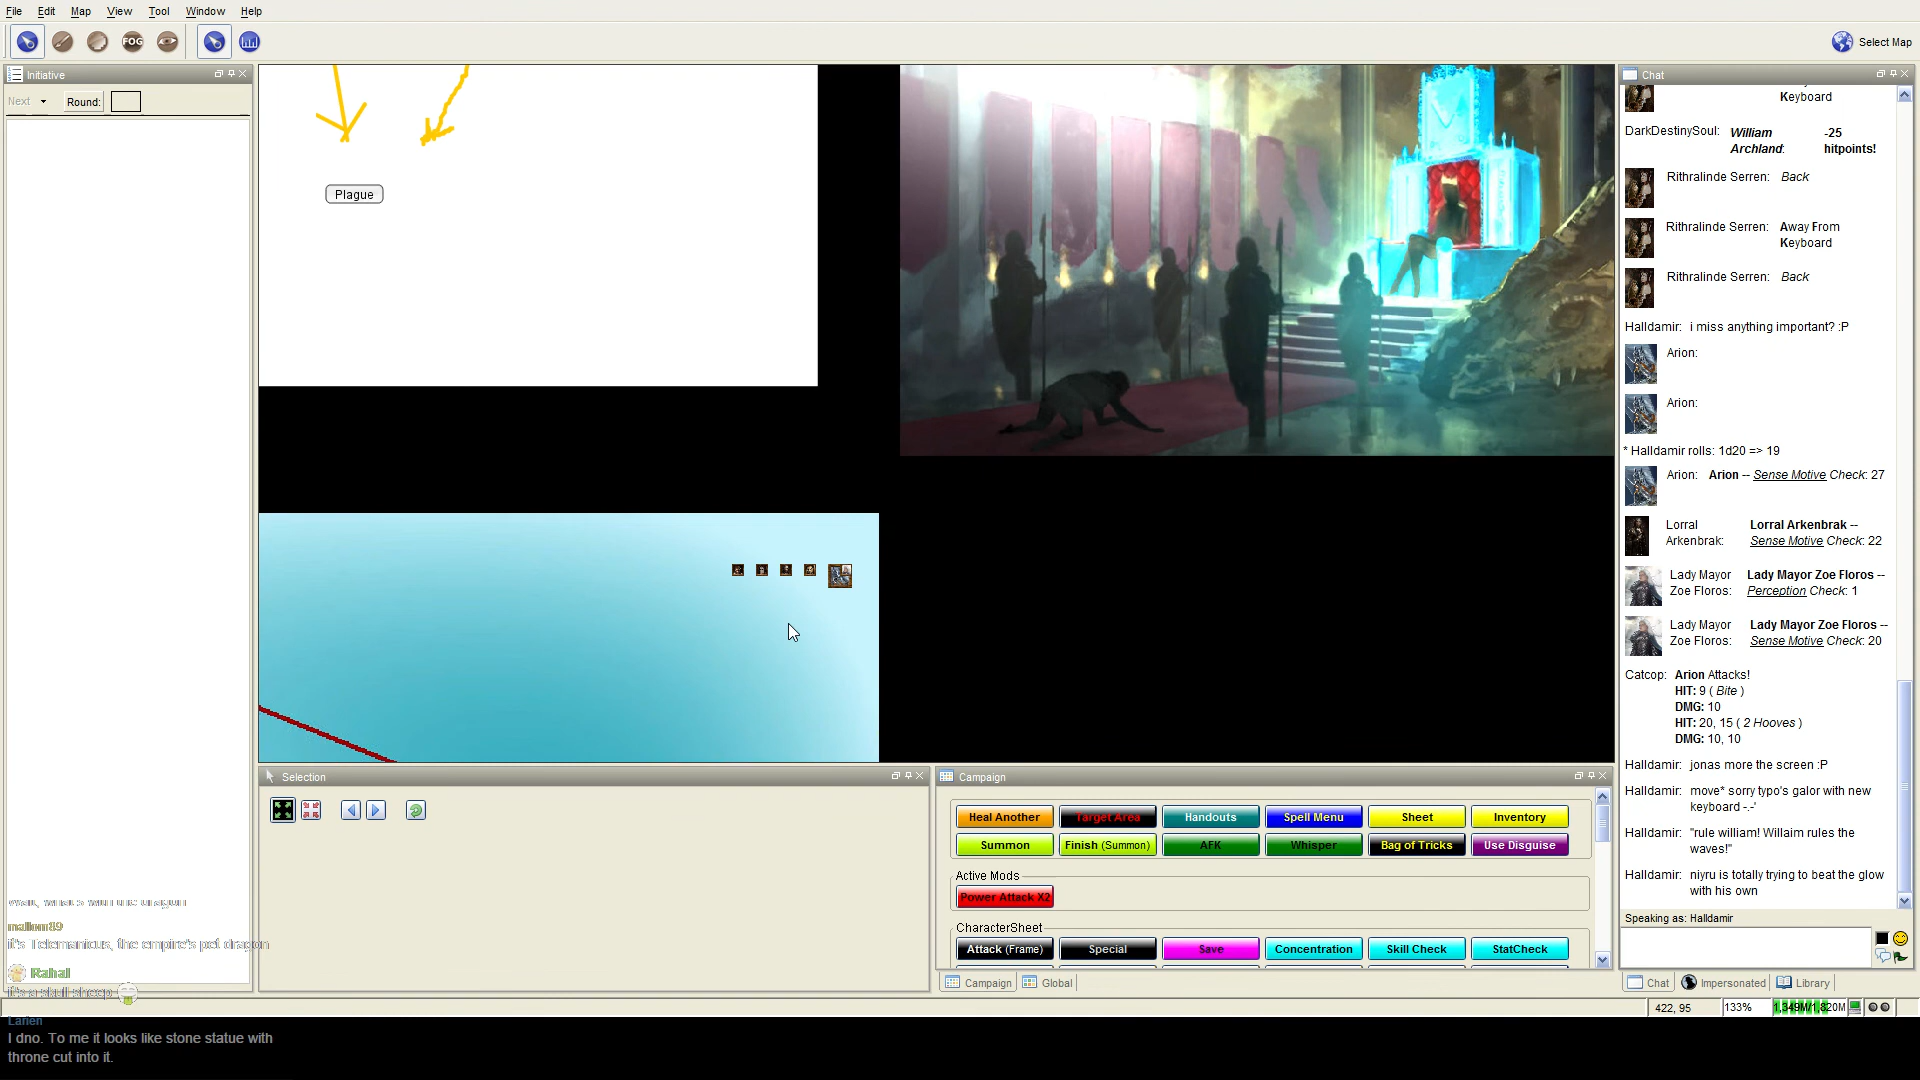 File Edit Map View Tool Window Help
FOG
Select Map
Initiative
Next Round:
Plague
Chat
Keyboard
DarkDestinySoul: William Archland: -25 hitpoints!
Rithralinde Serren: Back
Rithralinde Serren: Away From
Keyboard
Rithralinde Serren: Back
Halldamir: i miss anything important? :P
Arion:
Arion:
* Halldamir rolls: 1d20 => 19
Arion: Arion -- Sense Motive Check: 27
Lorral Arkenbrak: Lorral Arkenbrak --
Sense Motive Check: 22
Lady Mayor Zoe Floros: Lady Mayor Zoe Floros --
Perception Check: 1
Lady Mayor Zoe Floros: Lady Mayor Zoe Floros --
Sense Motive Check: 20
Catcop: Arion Attacks!
HIT: 9 ( Bite )
DMG: 10
HIT: 20, 15 ( 2 Hooves )
DMG: 10, 10
Halldamir: jonas more the screen :P
Halldamir: move* sorry typo's galor with new
keyboard -.-'
Halldamir: "rule william! Willaim rules the
waves!"
Halldamir: niyru is totally trying to beat the glow
with his own
Speaking as: Halldamir
Chat Impersonated Library
Selection
Campaign
Heal Another Target Area Handouts Spell Menu Sheet Inventory
Summon Finish (Summon) AFK Whisper Bag of Tricks Use Disguise
Active Mods
Power Attack X2
CharacterSheet
Attack (Frame) Special Save Concentration Skill Check StatCheck
Campaign Global
422, 95 133% 1,349M/1,820M
mallom89
it's Telemanicus, the empire's pet dragon
Rahal
it's a skull sheep
Lanen
I dno. To me it looks like stone statue with
throne cut into it.